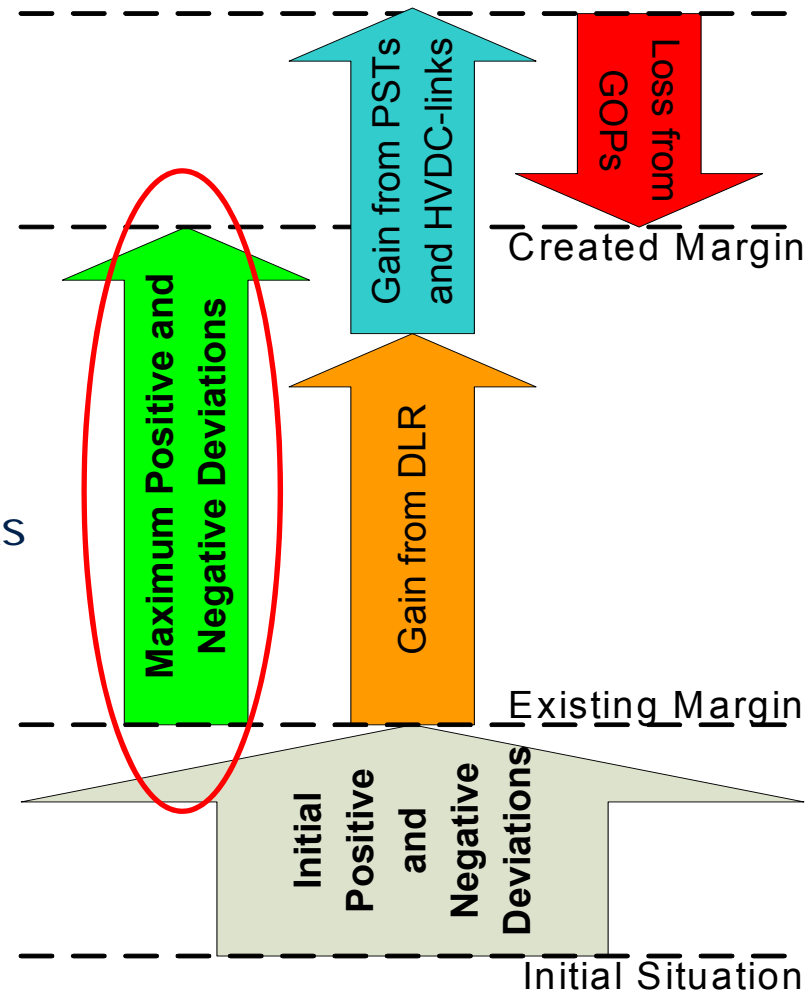 Gain from PSTs
and HVDC-links
Loss from
GOPs
Created Margin
Maximum Positive and
Negative Deviations
Gain from DLR
s
Existing Margin
Initial
Positive
and
Negative
Deviations
Initial Situation